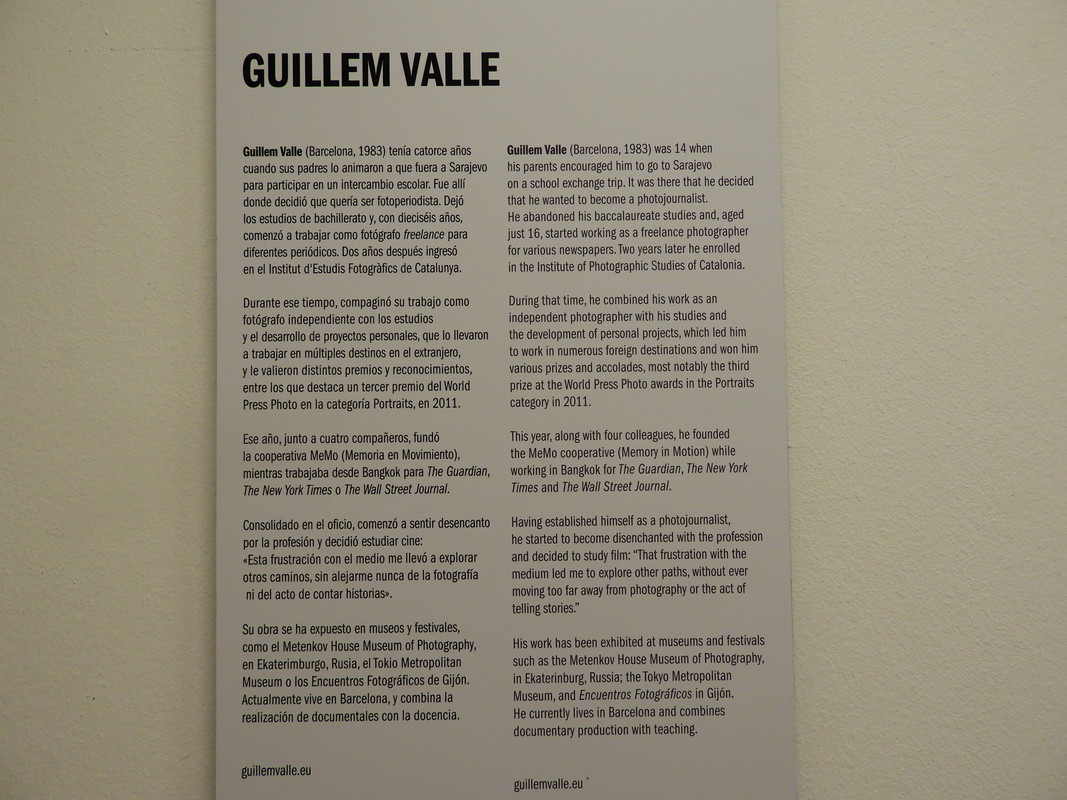 GUILLEM VALLE
Guillem Valle (Barcelona, 1983) tenía catorce años
cuando sus padres lo animaron a que fuera a Sarajevo
para participar en un intercambio escolar. Fue allí
donde decidió que quería ser fotoperiodista. Dejó
los estudios de bachillerato y, con dieciséis años,
comenzó a trabajar como fotógrafo freelance para
diferentes periódicos. Dos años después ingresó
en el Institut d'Estudis Fotogràfics de Catalunya.
Durante ese tiempo, compaginó su trabajo como
fotógrafo independiente con los estudios
y el desarrollo de proyectos personales, que lo llevaron
a trabajar en múltiples destinos en el extranjero,
y le valieron distintos premios y reconocimientos,
entre los que destaca un tercer premio del World
Press Photo en la categoría Portraits, en 2011.
Ese año, junto a cuatro compañeros, fundó
la cooperativa MeMo (Memoria en Movimiento),
mientras trabajaba desde Bangkok para The Guardian,
The New York Times o The Wall Street Journal.
Consolidado en el oficio, comenzó a sentir desencanto
por la profesión y decidió estudiar cine:
«Esta frustración con el medio me llevó a explorar
otros caminos, sin alejarme nunca de la fotografía
ni del acto de contar historias».
Su obra se ha expuesto en museos y festivales,
como el Metenkov House Museum of Photography,
en Ekaterimburgo, Rusia, el Tokio Metropolitan
Museum o los Encuentros Fotográficos de Gijón.
Actualmente vive en Barcelona, y combina la
realización de documentales con la docencia.
guillemvalle.eu
Guillem Valle (Barcelona, 1983) was 14 when
his parents encouraged him to go to Sarajevo
on a school exchange trip. It was there that he decided
that he wanted to become a photojournalist.
He abandoned his baccalaureate studies and, aged
just 16, started working as a freelance photographer
for various newspapers. Two years later he enrolled
in the Institute of Photographic Studies of Catalonia.
During that time, he combined his work as an
independent photographer with his studies and
the development of personal projects, which led him
to work in numerous foreign destinations and won him
various prizes and accolades, most notably the third
prize at the World Press Photo awards in the Portraits
category in 2011.
This year, along with four colleagues, he founded
the MeMo cooperative (Memory in Motion) while
working in Bangkok for The Guardian, The New York
Times and The Wall Street Journal.
Having established himself as a photojournalist,
he started to become disenchanted with the profession
and decided to study film: “That frustration with the
medium led me to explore other paths, without ever
moving too far away from photography or the act of
telling stories.”
His work has been exhibited at museums and festivals
such as the Metenkov House Museum of Photography,
in Ekaterinburg, Russia; the Tokyo Metropolitan
Museum, and Encuentros Fotográficos in Gijón.
He currently lives in Barcelona and combines
documentary production with teaching.
guillemvalle.eu